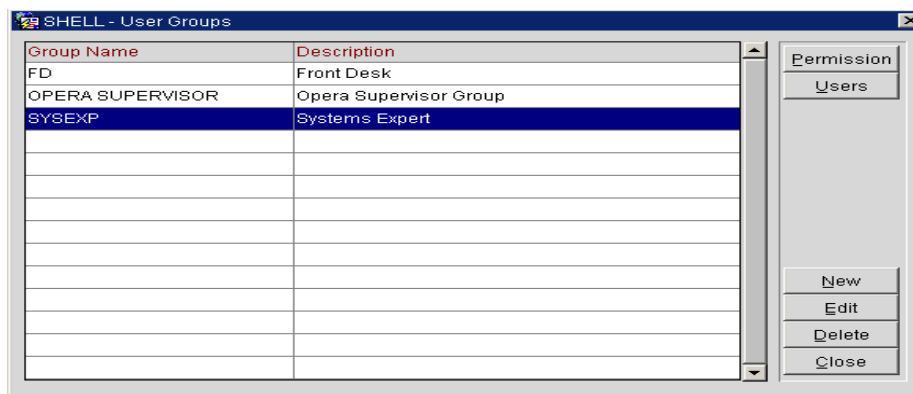 SHELL - User Groups
Group Name Description
FD Front Desk
OPERA SUPERVISOR Opera Supervisor Group
SYSEXP Systems Expert
Permission
Users
New
Edit
Delete
Close